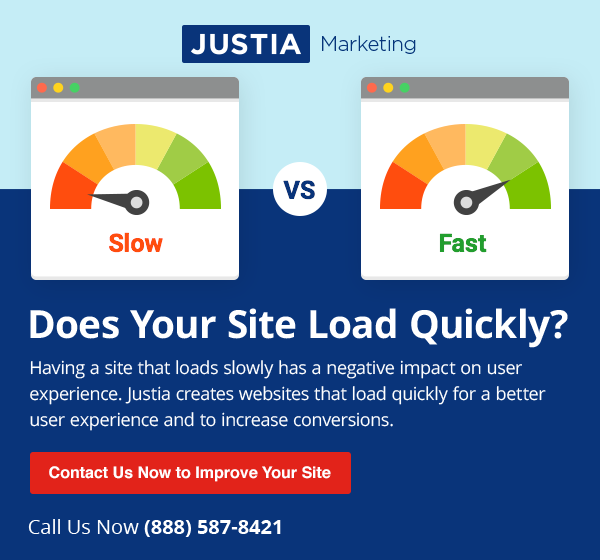 JUSTIA Marketing
VS
Slow
Fast
Does Your Site Load Quickly?
Having a site that loads slowly has a negative impact on user
experience. Justia creates websites that load quickly for a better
user experience and to increase conversions.
Contact Us Now to Improve Your Site
Call Us Now (888) 587-8421